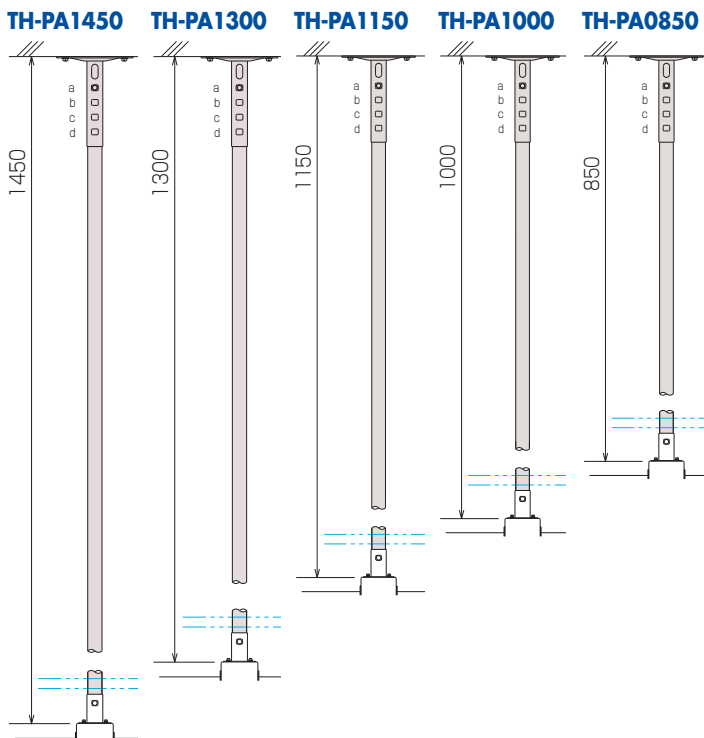 TH-PA1450 TH-PA1300 TH-PA1150 TH-PA1000 TH-PA0850
a a a a a
b b b b b
c c c c c
d d d d d
1450 1300 1150 1000 850